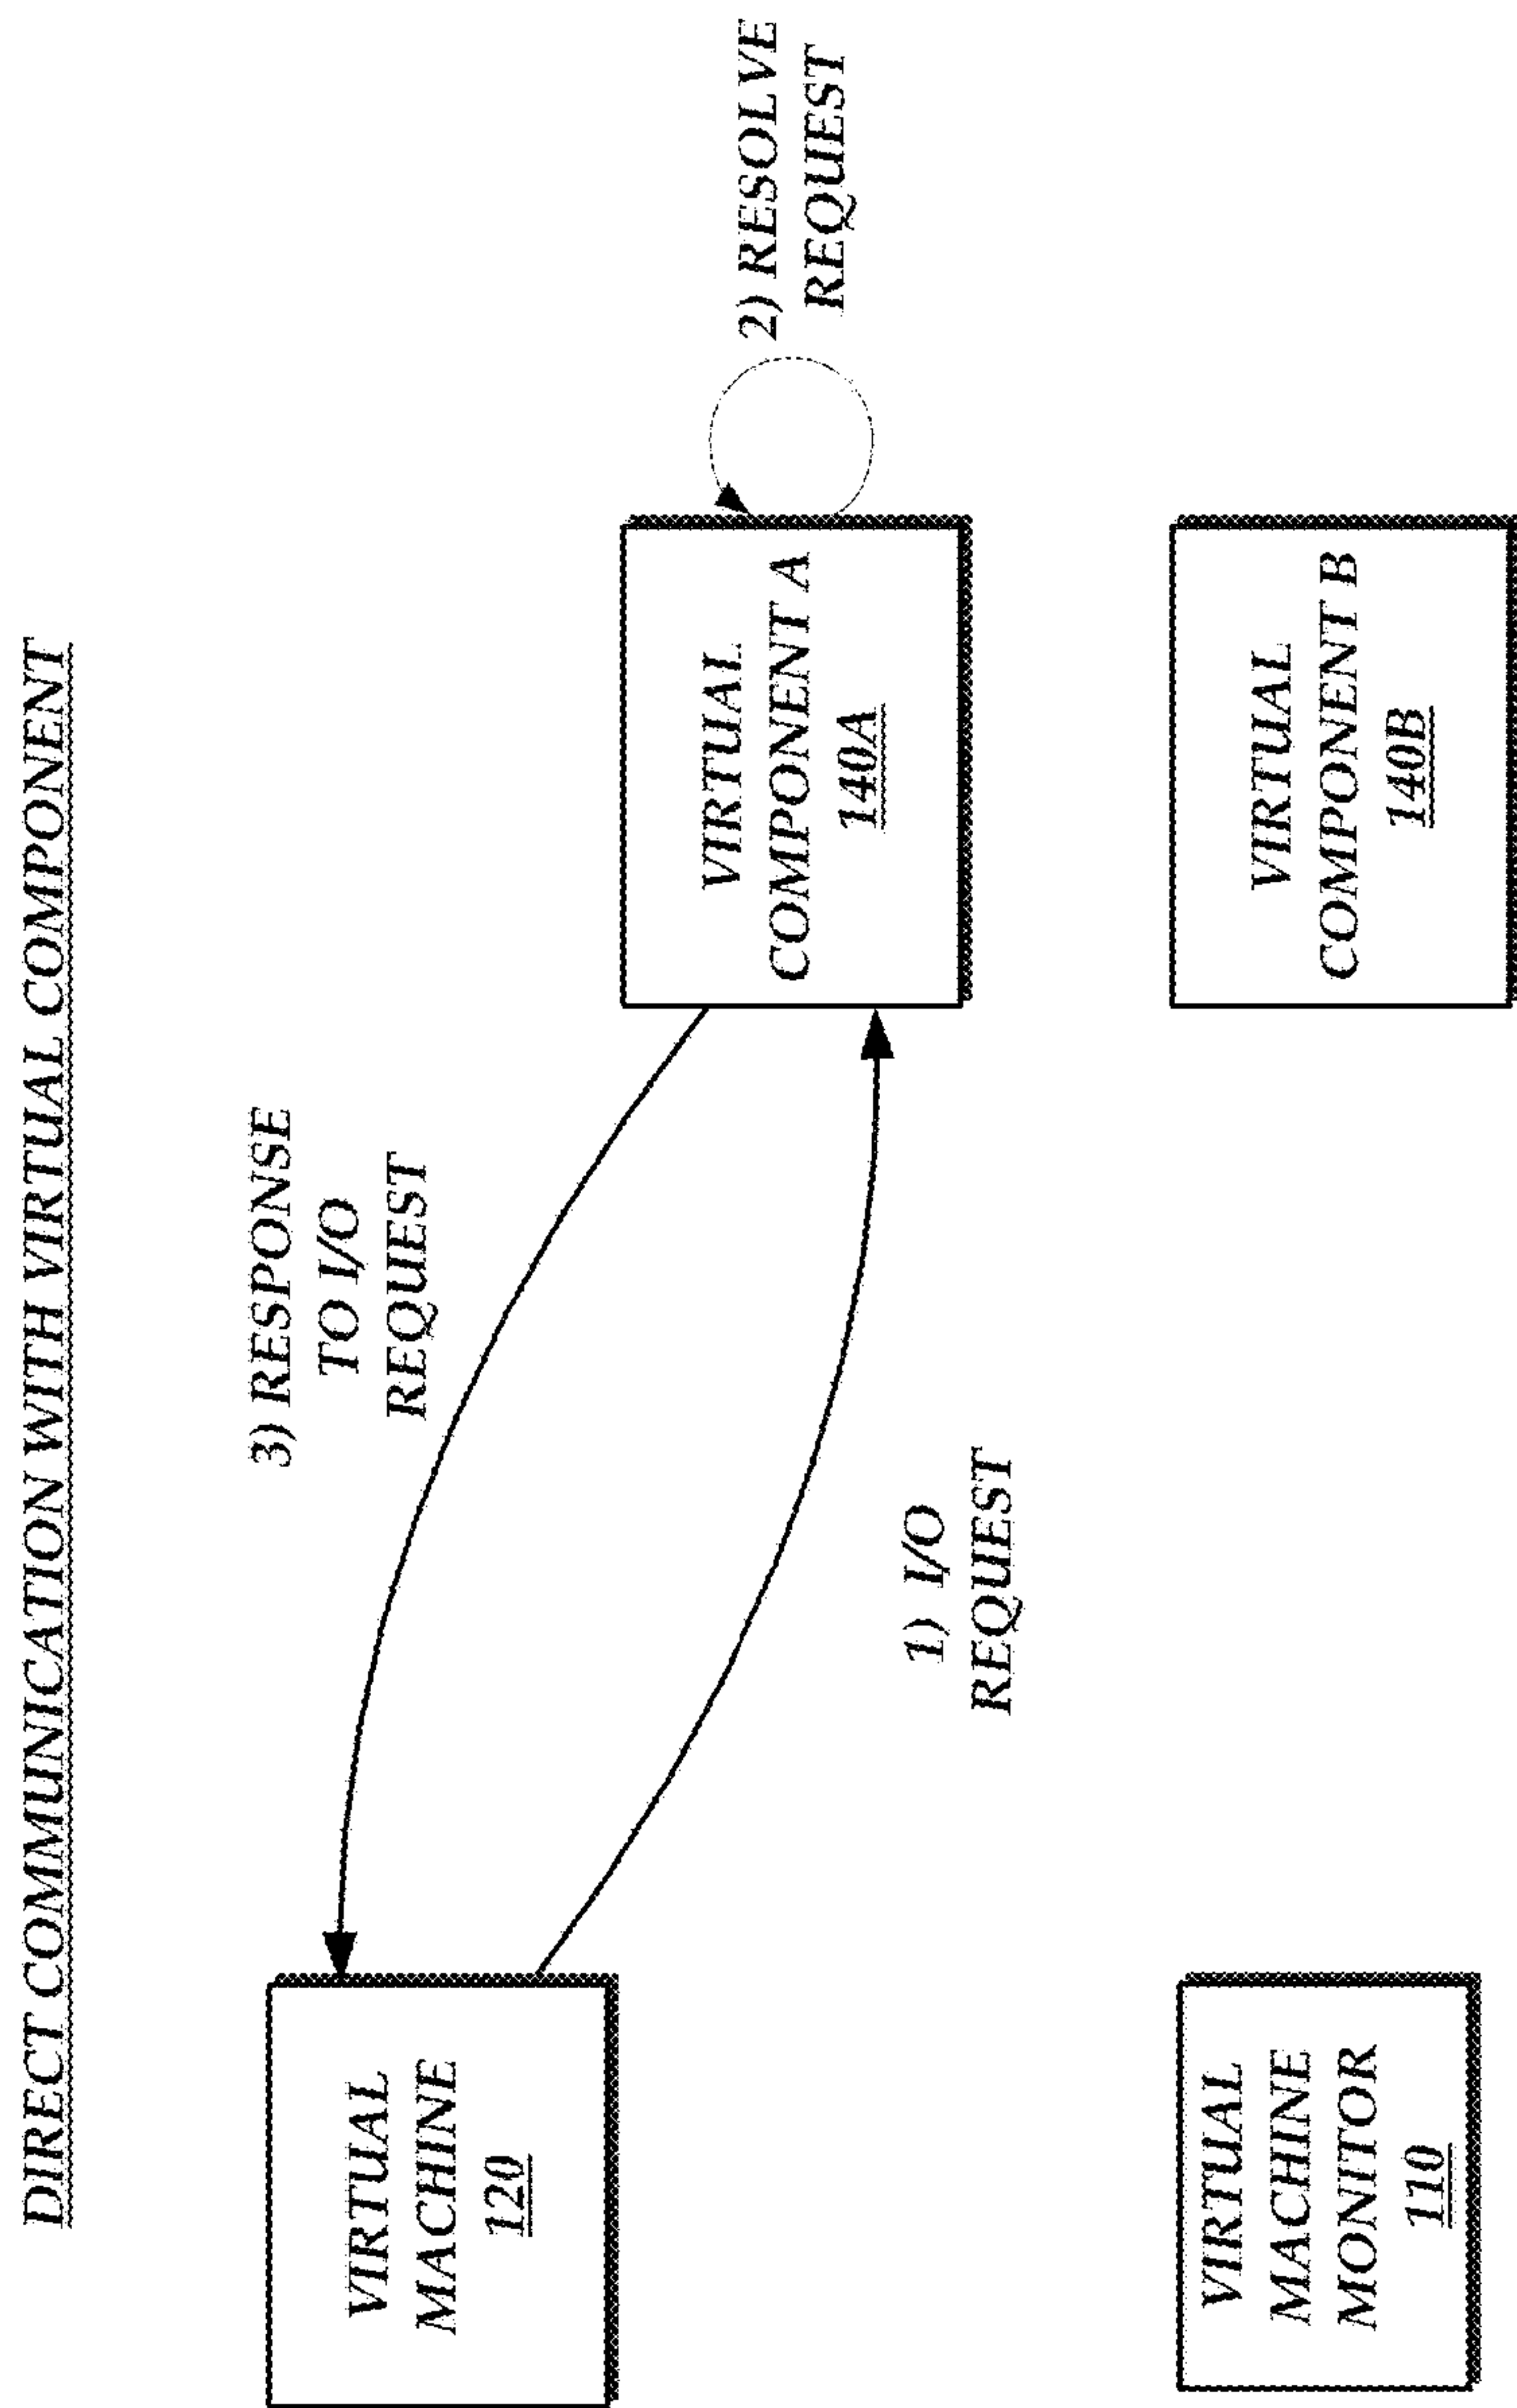 DIRECT COMMUNICATION WITH VIRTUAL COMPONENT
3) RESPONSE
TO I/O
REQUEST
VIRTUAL
MACHINE
120
VIRTUAL
COMPONENT A
140A
2) RESOLVE
REQUEST
1) I/O
REQUEST
VIRTUAL
MACHINE
MONITOR
110
VIRTUAL
COMPONENT B
140B